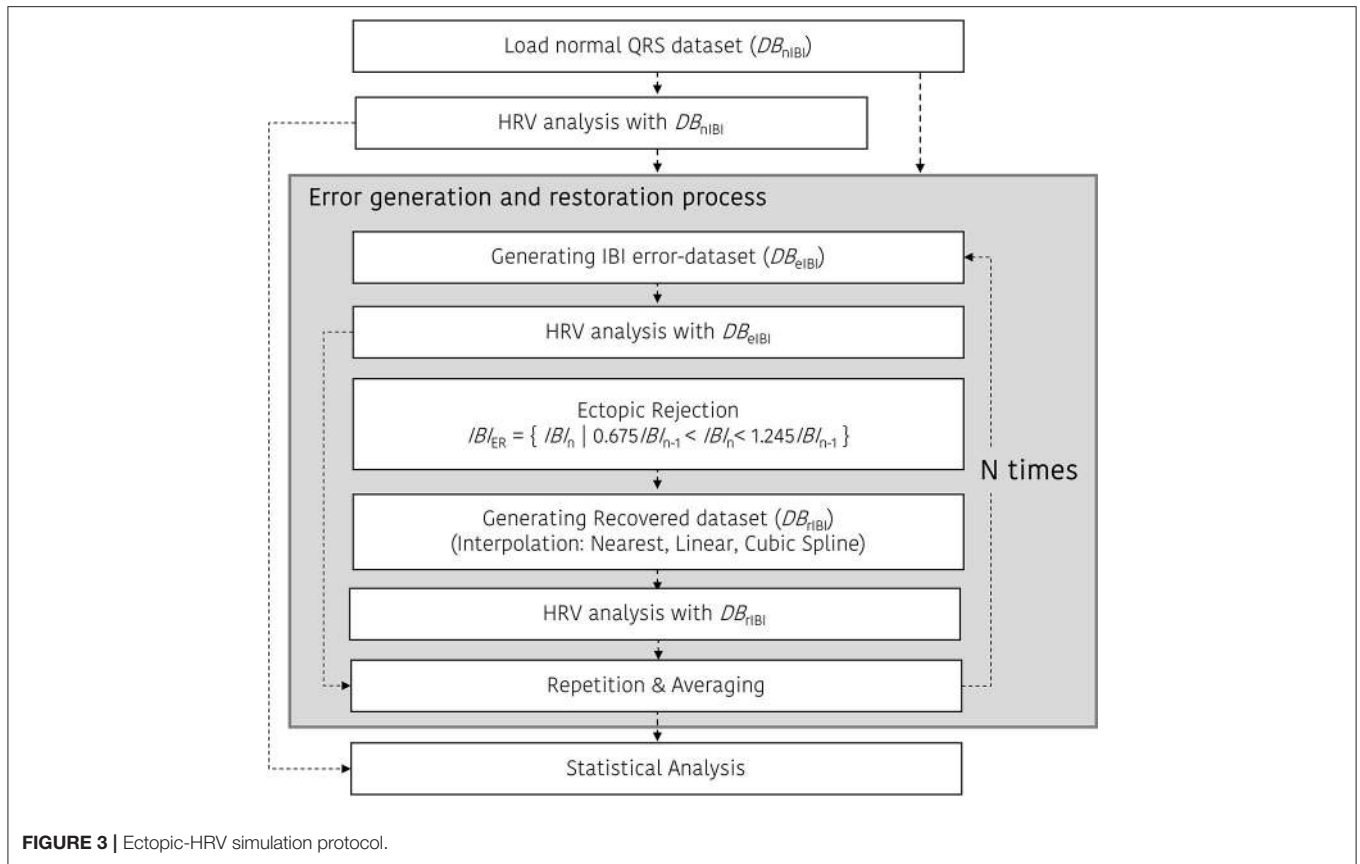 Load normal QRS dataset (DBnIBI)
HRV analysis with DBnIBI
Error generation and restoration process
Generating IBI error-dataset (DBeIBI)
HRV analysis with DBeIBI
Ectopic Rejection
IBIER = { IBIn | 0.675IBIn-1 < IBIn< 1.245IBIn-1 }
N times
Generating Recovered dataset (DBrIBI)
(Interpolation: Nearest, Linear, Cubic Spline)
HRV analysis with DBrIBI
Repetition & Averaging
Statistical Analysis
FIGURE 3 | Ectopic-HRV simulation protocol.